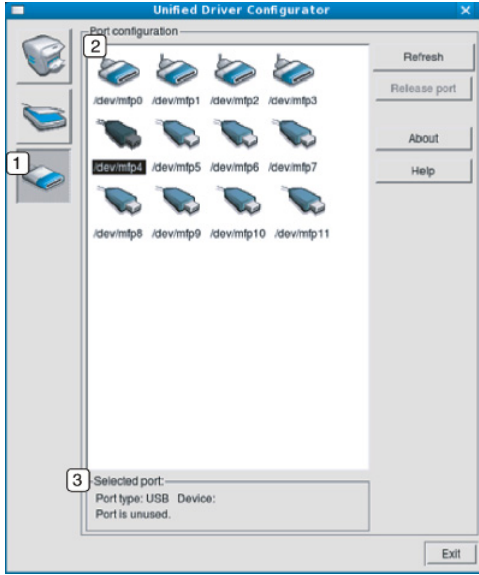 Unified Driver Configurator
Port configuration
2
/dev/mfp0 /dev/mfp1 /dev/mfp2 /dev/mfp3
1
/dev/mfp4 /dev/mfp5 /dev/mfp6 /dev/mfp7
/dev/mfp8 /dev/mfp9 /dev/mfp10 /dev/mfp11
Refresh
Release port
About
Help
3
Selected port:
Port type: USB Device:
Port is unused.
Exit